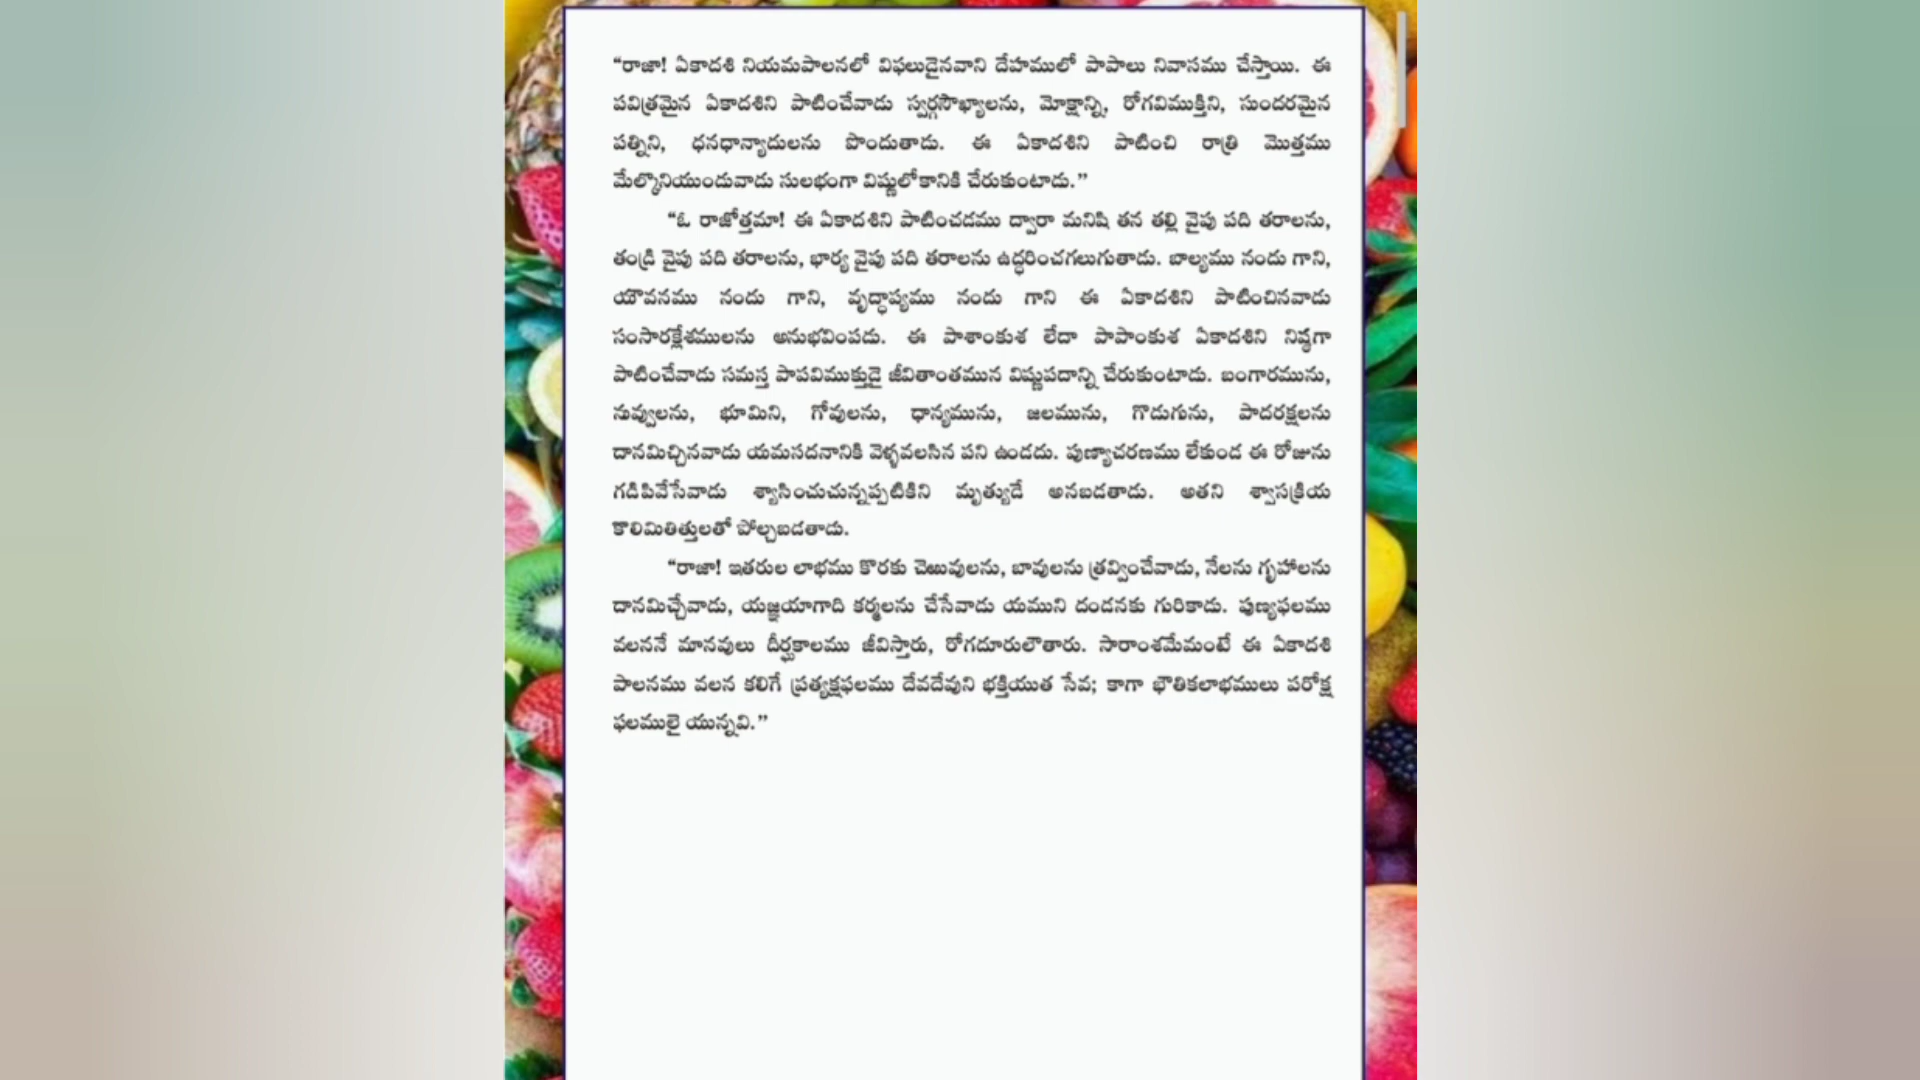 “రాజా! ఏకాదశి నియమపాలనలో విఫలుడైనవాని దేహములో పాపాలు నివాసము చేస్తాయి. ఈ
పవిత్రమైన ఏకాదశిని పాటించేవాడు స్వర్గసౌఖ్యాలను, మోక్షాన్ని, రోగవిముక్తిని, సుందరమైన
పత్నిని, ధనధాన్యాదులను పొందుతాడు. ఈ ఏకాదశిని పాటించి రాత్రి మొత్తము
మేల్కొనియుండువాడు సులభంగా విష్ణులోకానికి చేరుకుంటాడు.”
“ఓ రాజోత్తమా! ఈ ఏకాదశిని పాటించడము ద్వారా మనిషి తన తల్లి వైపు పది తరాలను,
తండ్రి వైపు పది తరాలను, భార్య వైపు పది తరాలను ఉద్ధరించగలుగుతాడు. బాల్యము నందు గాని,
యౌవనము నందు గాని, వృద్ధాప్యము నందు గాని ఈ ఏకాదశిని పాటించినవాడు
సంసారక్లేశములను అనుభవింపడు. ఈ పాశాంకుశ లేదా పాపాంకుశ ఏకాదశిని నిష్ఠగా
పాటించేవాడు సమస్త పాపవిముక్తుడై జీవితాంతమున విష్ణుపదాన్ని చేరుకుంటాడు. బంగారమును,
నువ్వులను, భూమిని, గోవులను, ధాన్యమును, జలమును, గొడుగును, పాదరక్షలను
దానమిచ్చినవాడు యమసదనానికి వెళ్ళవలసిన పని ఉండదు. పుణ్యాచరణము లేకుండ ఈ రోజును
గడిపివేసేవాడు శ్వాసించుచున్నప్పటికిని మృత్యుడే అనబడతాడు. అతని శ్వాసక్రియ
కొలిమితిత్తులతో పోల్చబడతాడు.
“రాజా! ఇతరుల లాభము కొరకు చెఱువులను, బావులను త్రవ్వించేవాడు, నేలను గృహాలను
దానమిచ్చేవాడు, యజ్ఞయాగాది కర్మలను చేసేవాడు యముని దండనకు గురికాడు. పుణ్యఫలము
వలననే మానవులు దీర్ఘకాలము జీవిస్తారు, రోగదూరులౌతారు. సారాంశమేమంటే ఈ ఏకాదశి
పాలనము వలన కలిగే ప్రత్యక్షఫలము దేవదేవుని భక్తియుత సేవ; కాగా భౌతికలాభములు పరోక్ష
ఫలములై యున్నవి.”